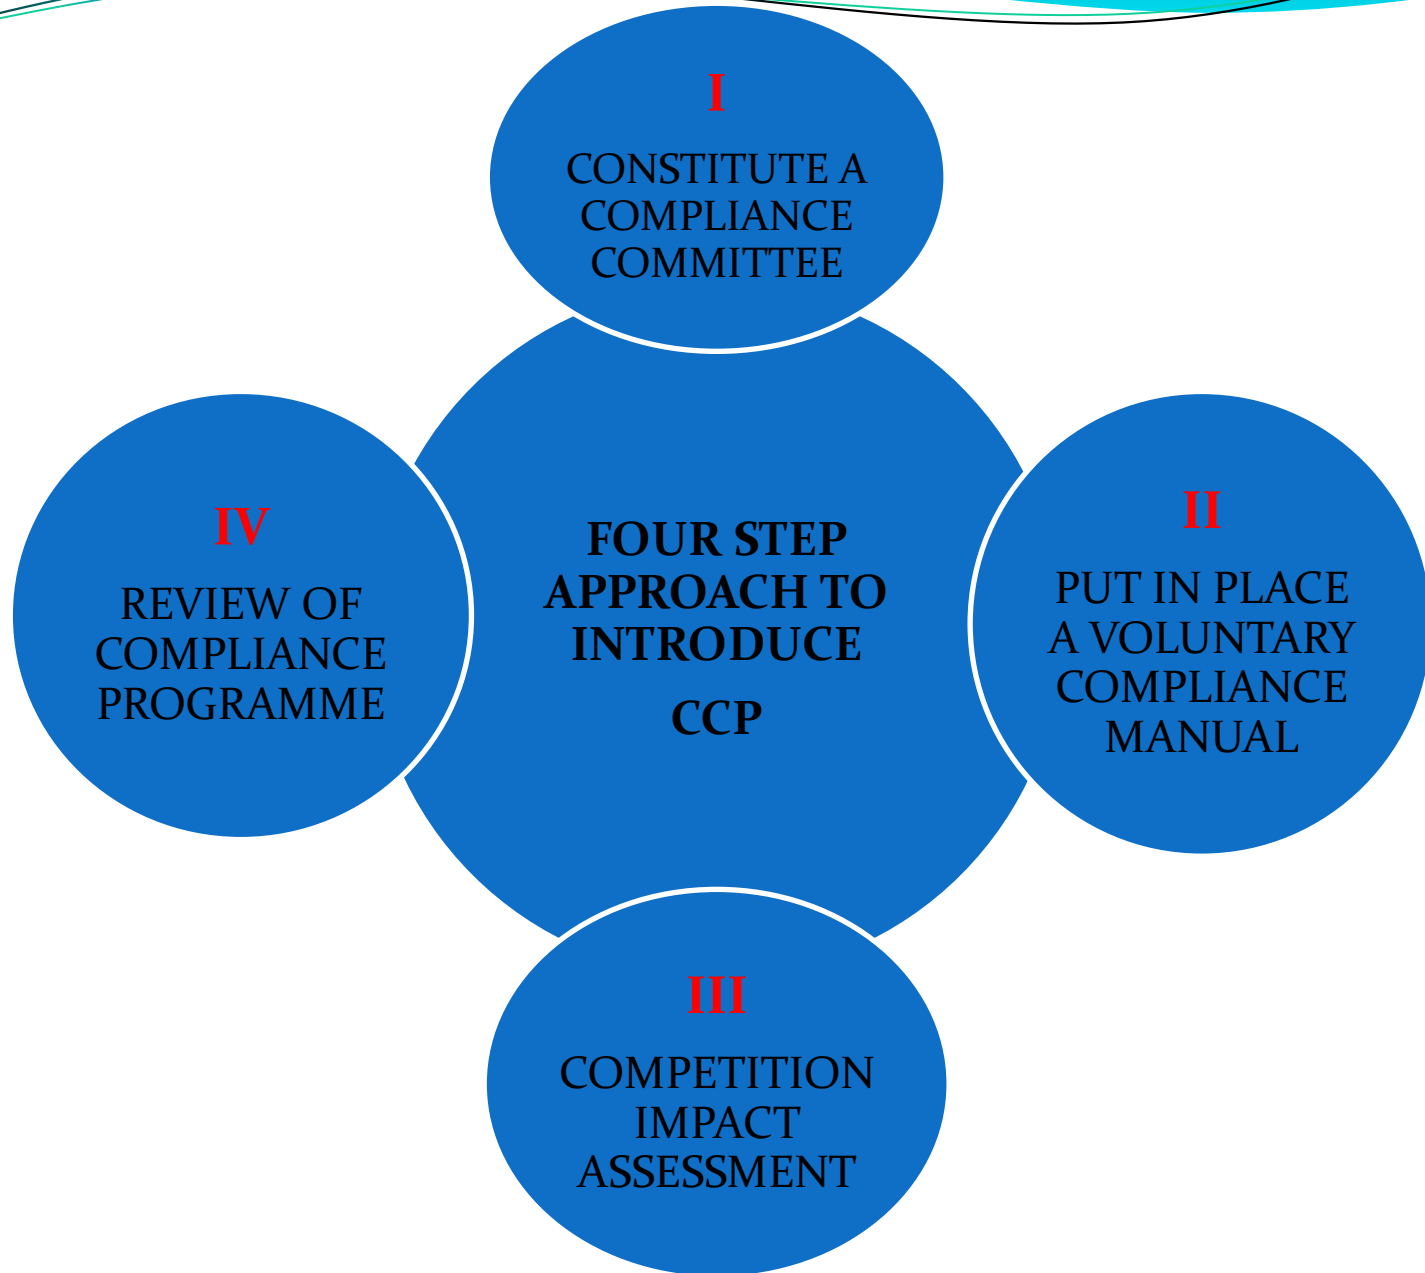 I
CONSTITUTE A
COMPLIANCE
COMMITTEE
FOUR STEP
APPROACH TO
INTRODUCE
CCP
II
PUT IN PLACE
A VOLUNTARY
COMPLIANCE
MANUAL
III
COMPETITION
IMPACT
ASSESSMENT
IV
REVIEW OF
COMPLIANCE
PROGRAMME